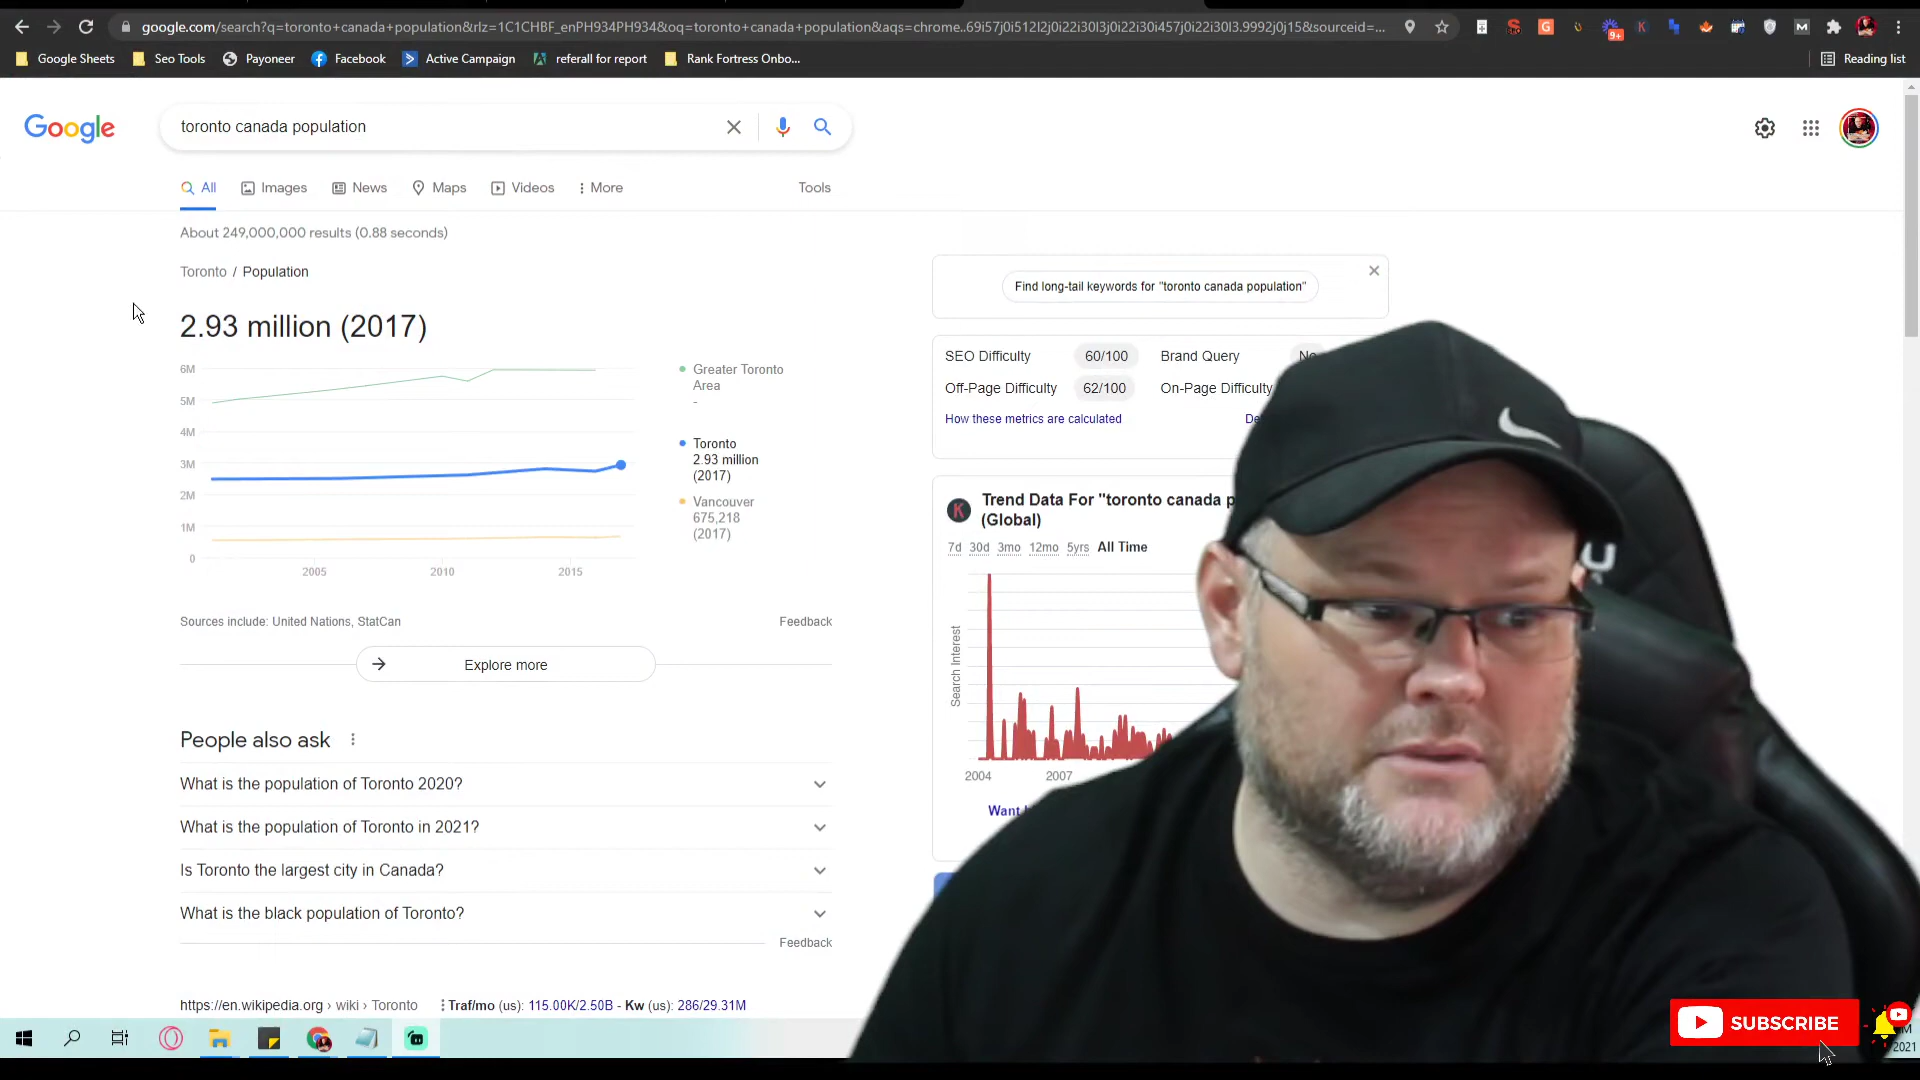 google.com/search?q=toronto+canada+population&rlz=1C1CHBF_enPH934PH934&oq=toronto+canada+population&aqs=chrome..69i57j0i512l2j0i22i30l3j0i22i30i457j0i22i30l3.9992j0j15&sourceid=...
9+
Google Sheets
Seo Tools
Payoneer
Facebook
Active Campaign
referall for report
Rank Fortress Onbo...
Reading list
Google
toronto canada population
All
Images
News
Maps
Videos
More
Tools
About 249,000,000 results (0.88 seconds)
Toronto / Population
2.93 million (2017)
6M
5M
4M
3M
2M
1M
0
2005
2010
2015
Greater Toronto
Area
-
Toronto
2.93 million
(2017)
Vancouver
675,218
(2017)
Sources include: United Nations, StatCan
Feedback
Explore more
People also ask
What is the population of Toronto 2020?
What is the population of Toronto in 2021?
Is Toronto the largest city in Canada?
What is the black population of Toronto?
Feedback
https://en.wikipedia.org › wiki › Toronto
Traf/mo (us): 115.00K/2.50B - Kw (us): 286/29.31M
Find long-tail keywords for "toronto canada population"
SEO Difficulty 60/100 Brand Query No
Off-Page Difficulty 62/100 On-Page Difficulty
How these metrics are calculated
K
Trend Data For "toronto canada p
(Global)
7d 30d 3mo 12mo 5yrs All Time
Search Interest
2004
2007
Want
SUBSCRIBE
2021